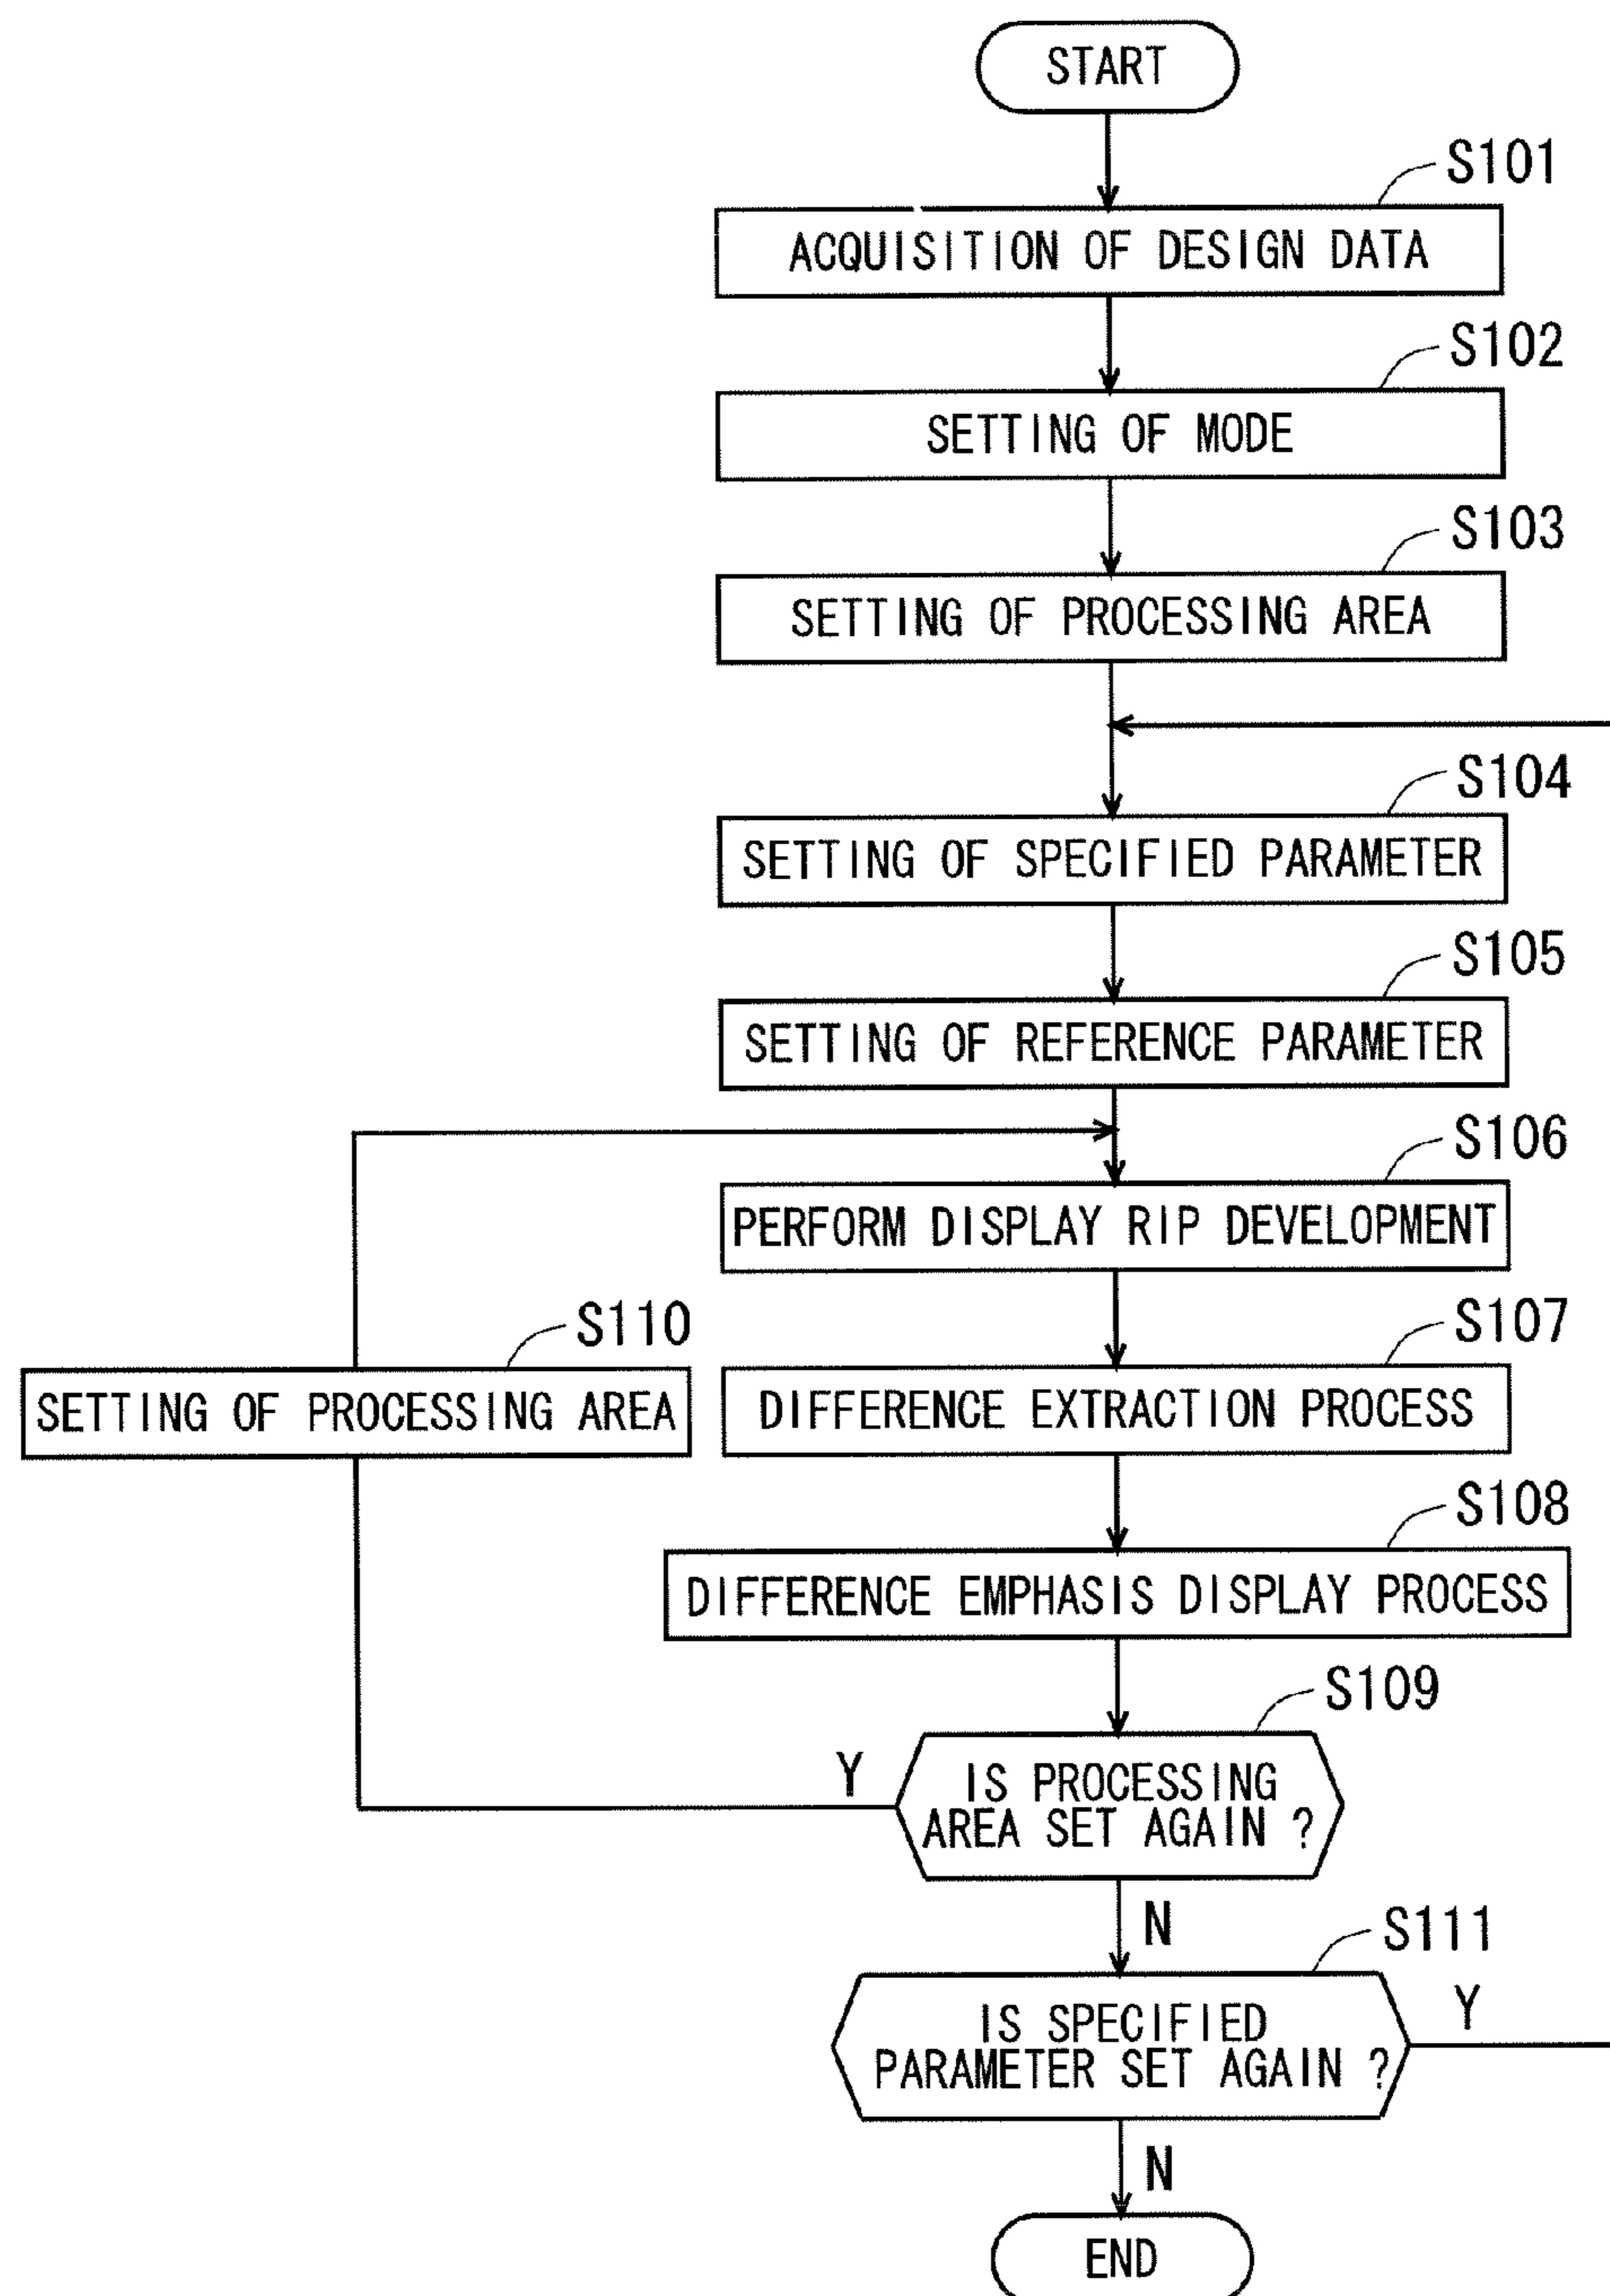 START
S101
ACQUISITION OF DESIGN DATA
S102
SETTING OF MODE
S103
SETTING OF PROCESSING AREA
S104
SETTING OF SPECIFIED PARAMETER
S105
SETTING OF REFERENCE PARAMETER
S106
PERFORM DISPLAY RIP DEVELOPMENT
S110
SETTING OF PROCESSING AREA
S107
DIFFERENCE EXTRACTION PROCESS
S108
DIFFERENCE EMPHASIS DISPLAY PROCESS
S109
Y
IS PROCESSING
AREA SET AGAIN ?
N
S111
IS SPECIFIED
PARAMETER SET AGAIN ?
Y
N
END